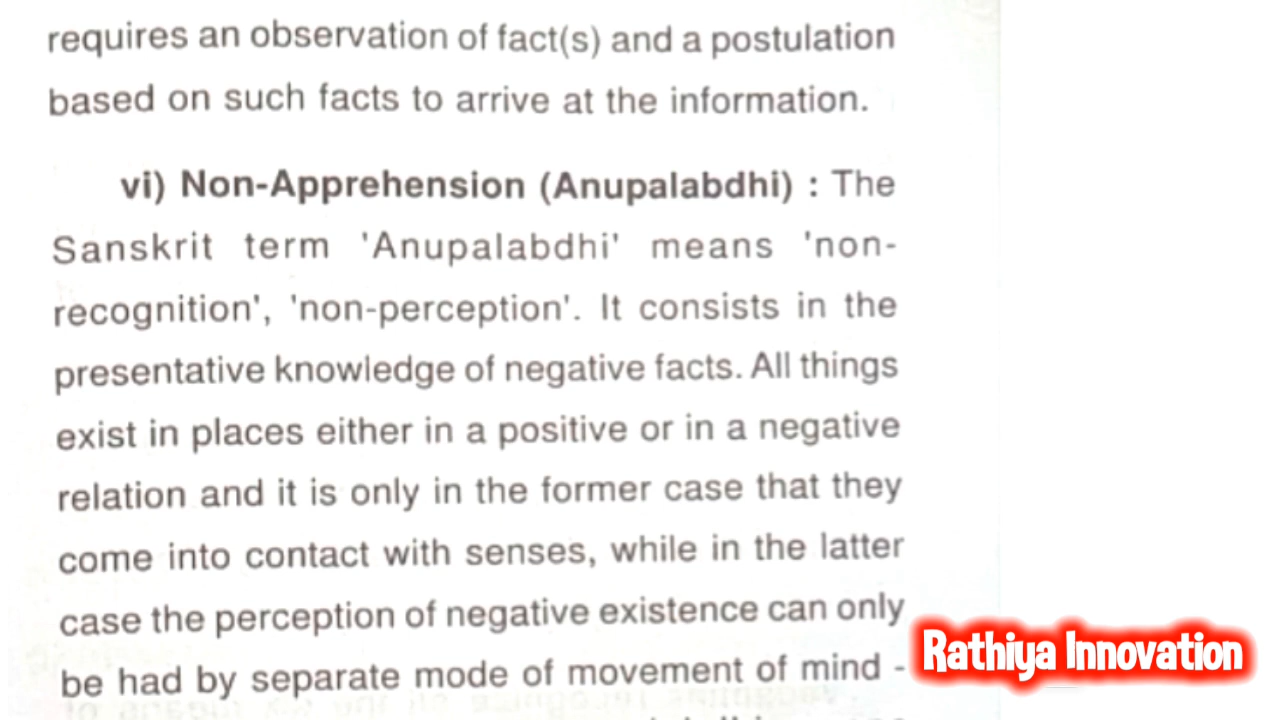 requires an observation of fact(s) and a postulation
based on such facts to arrive at the information.
vi) Non-Apprehension (Anupalabdhi) : The
Sanskrit term 'Anupalabdhi' means 'non-
recognition', 'non-perception'. It consists in the
presentative knowledge of negative facts. All things
exist in places either in a positive or in a negative
relation and it is only in the former case that they
come into contact with senses, while in the latter
case the perception of negative existence can only
be had by separate mode of movement of mind -
Rathiya Innovation